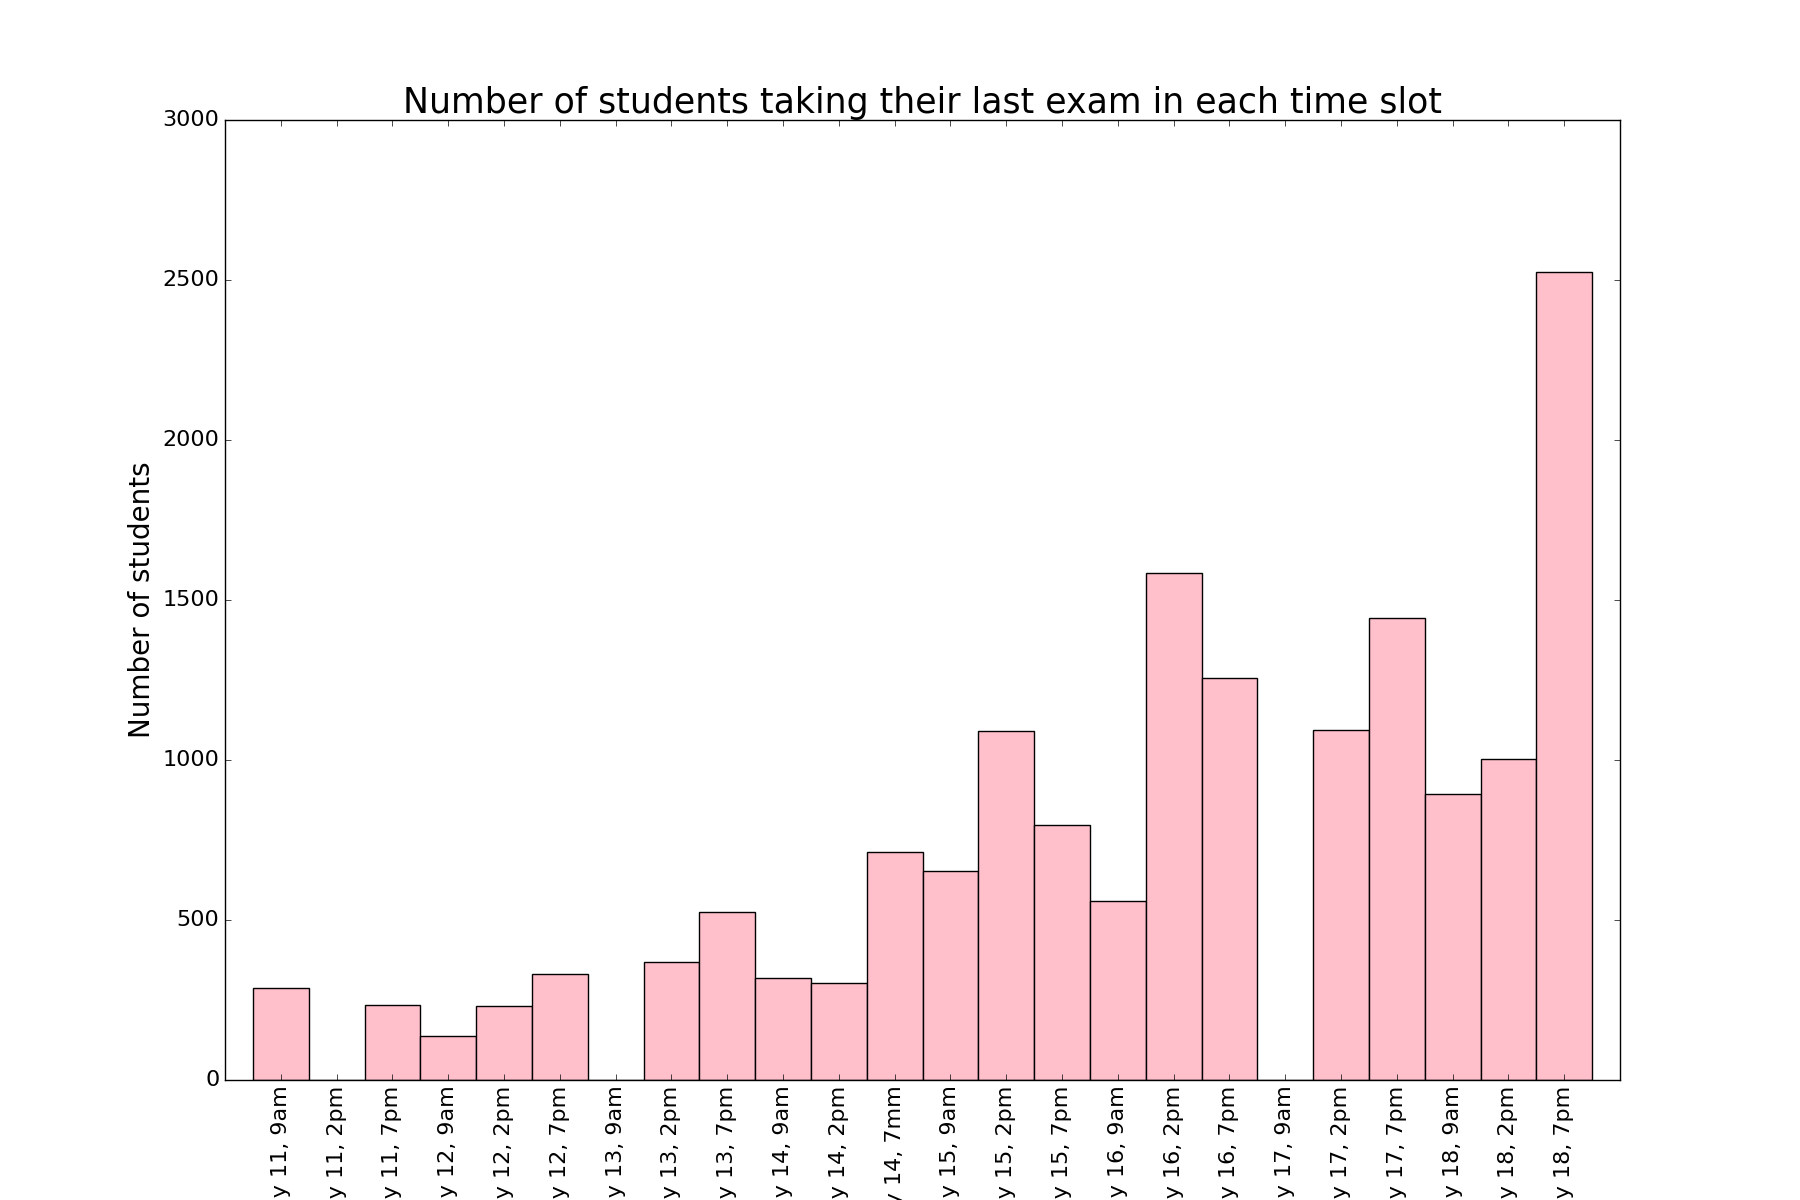 Number of students taking their last exam in each time slot
Number of students
3000
2500
2000
1500
1000
500
0
y 11, 9am
y 11, 2pm
y 11, 7pm
y 12, 9am
y 12, 2pm
y 12, 7pm
y 13, 9am
y 13, 2pm
y 13, 7pm
y 14, 9am
y 14, 2pm
y 14, 7mm
y 15, 9am
y 15, 2pm
y 15, 7pm
y 16, 9am
y 16, 2pm
y 16, 7pm
y 17, 9am
y 17, 2pm
y 17, 7pm
y 18, 9am
y 18, 2pm
y 18, 7pm